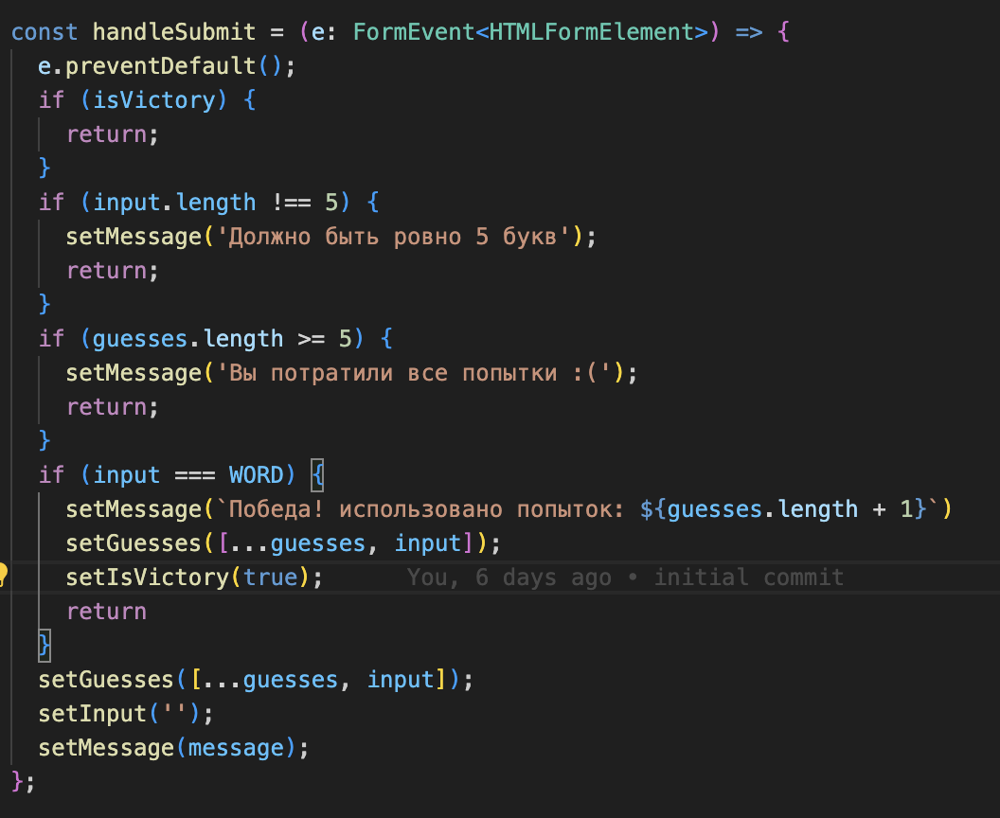 const handleSubmit = (e: FormEvent<HTMLFormElement>) => {
e.preventDefault();
if (isVictory) {
return;
}
if (input.length !== 5) {
setMessage('Должно быть ровно 5 букв');
return;
}
if (guesses.length >= 5) {
setMessage('Вы потратили все попытки :(');
return;
}
if (input === WORD) {
setMessage(`Победа! использовано попыток: ${guesses.length + 1}`)
setGuesses([...guesses, input]);
setIsVictory(true); You, 6 days ago • initial commit
return
}
setGuesses([...guesses, input]);
setInput('');
setMessage(message);
};